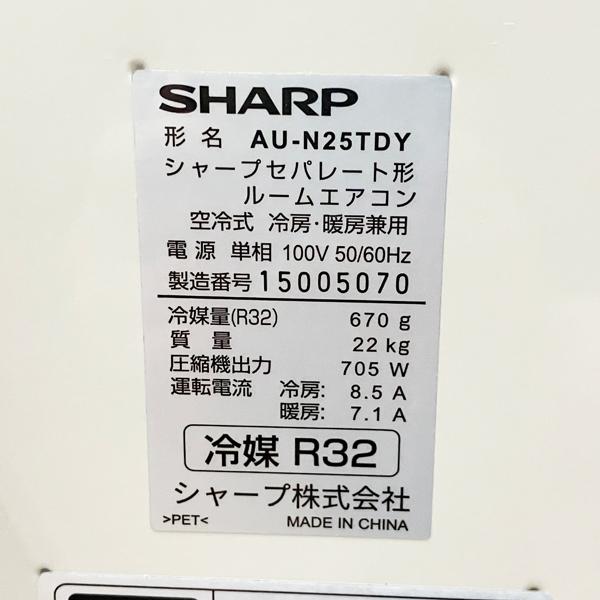 SHARP
形名 AU-N25TDY
シャープセパレート形
ルームエアコン
空冷式 冷房・暖房兼用
電源 単相 100V 50/60Hz
製造番号 15005070
冷媒量(R32) 670 g
質量 22 kg
圧縮機出力 705 W
運転電流 冷房: 8.5 A
暖房: 7.1 A
冷媒 R32
シャープ株式会社
>PET< MADE IN CHINA